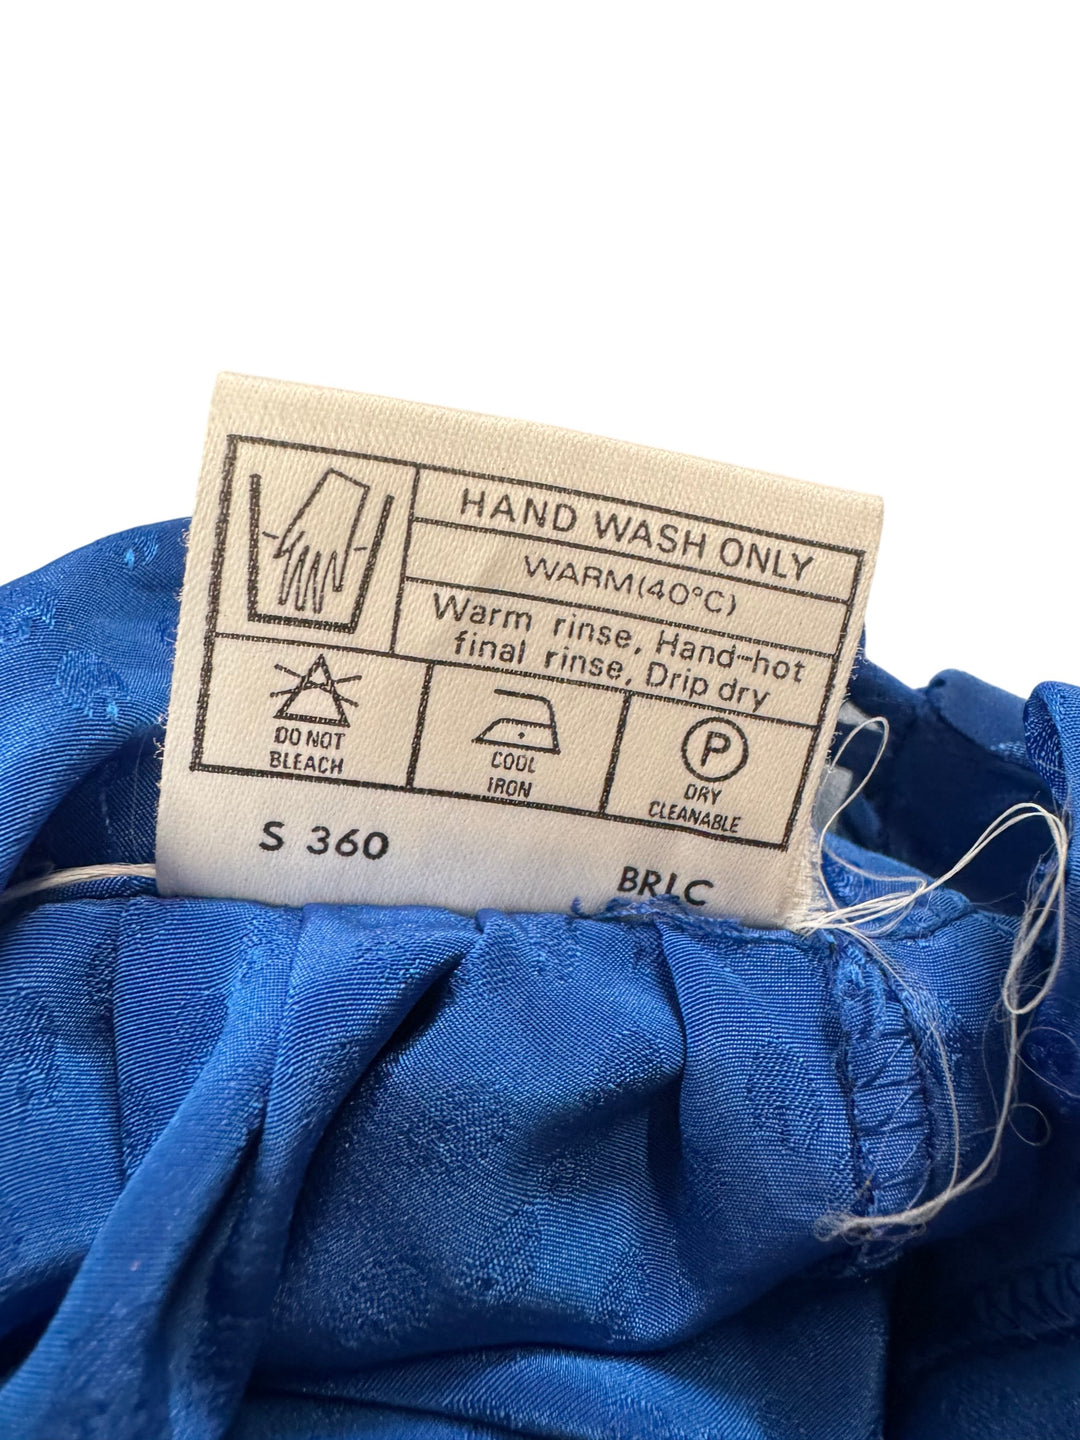 HAND WASH ONLY
WARM(40°C)
Warm rinse, Hand-hot
final rinse, Drip dry
DO NOT
BLEACH
COOL
IRON
P
DRY
CLEANABLE
S 360
BRLC